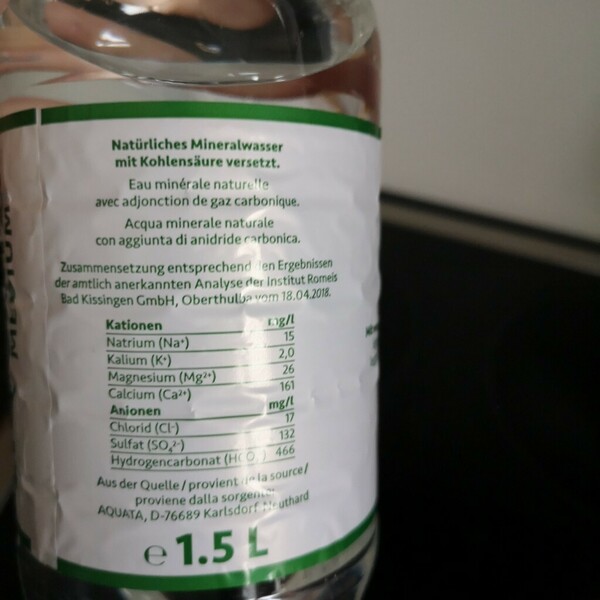 MEDIUM
Natürliches Mineralwasser
mit Kohlensäure versetzt.
Eau minérale naturelle
avec adjonction de gaz carbonique.
Acqua minerale naturale
con aggiunta di anidride carbonica.
Zusammensetzung entsprechend den Ergebnissen
der amtlich anerkannten Analyse der Institut Romeis
Bad Kissingen GmbH, Oberthulba vom 18.04.2018.
Kationen mg/l
Natrium (Na⁺) 15
Kalium (K⁺) 2,0
Magnesium (Mg²⁺) 26
Calcium (Ca²⁺) 161
Anionen mg/l
Chlorid (Cl⁻) 17
Sulfat (SO₄²⁻) 132
Hydrogencarbonat (HCO₃⁻) 466
Aus der Quelle / provient de la source /
proviene dalla sorgente:
AQUATA, D-76689 Karlsdorf-Neuthard
℮ 1.5 L